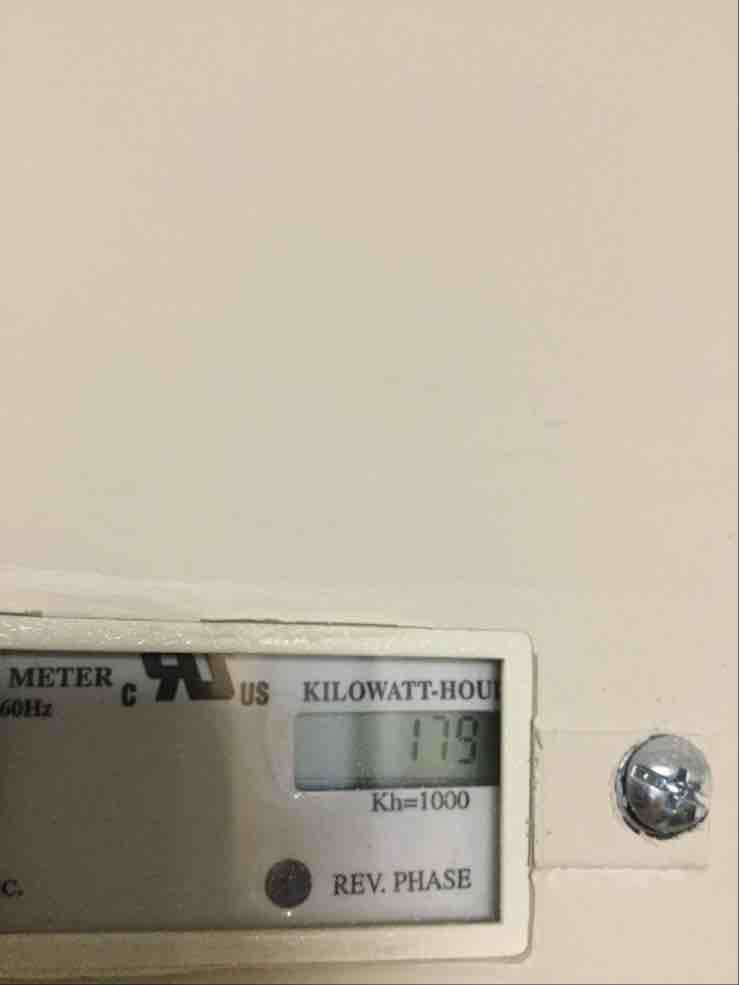 METER C US KILOWATT-HOU
60Hz
179
Kh=1000
C. REV. PHASE